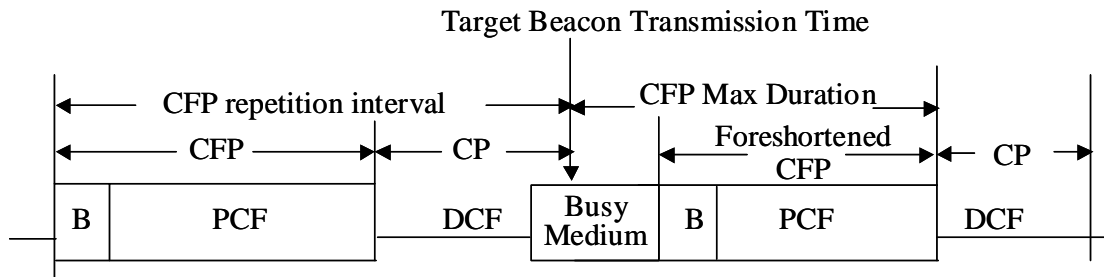 Target Beacon Transmission Time
CFP repetition interval
CFP Max Duration
CFP
CP
Foreshortened
CFP
CP
B
PCF
DCF
Busy
Medium
B
PCF
DCF